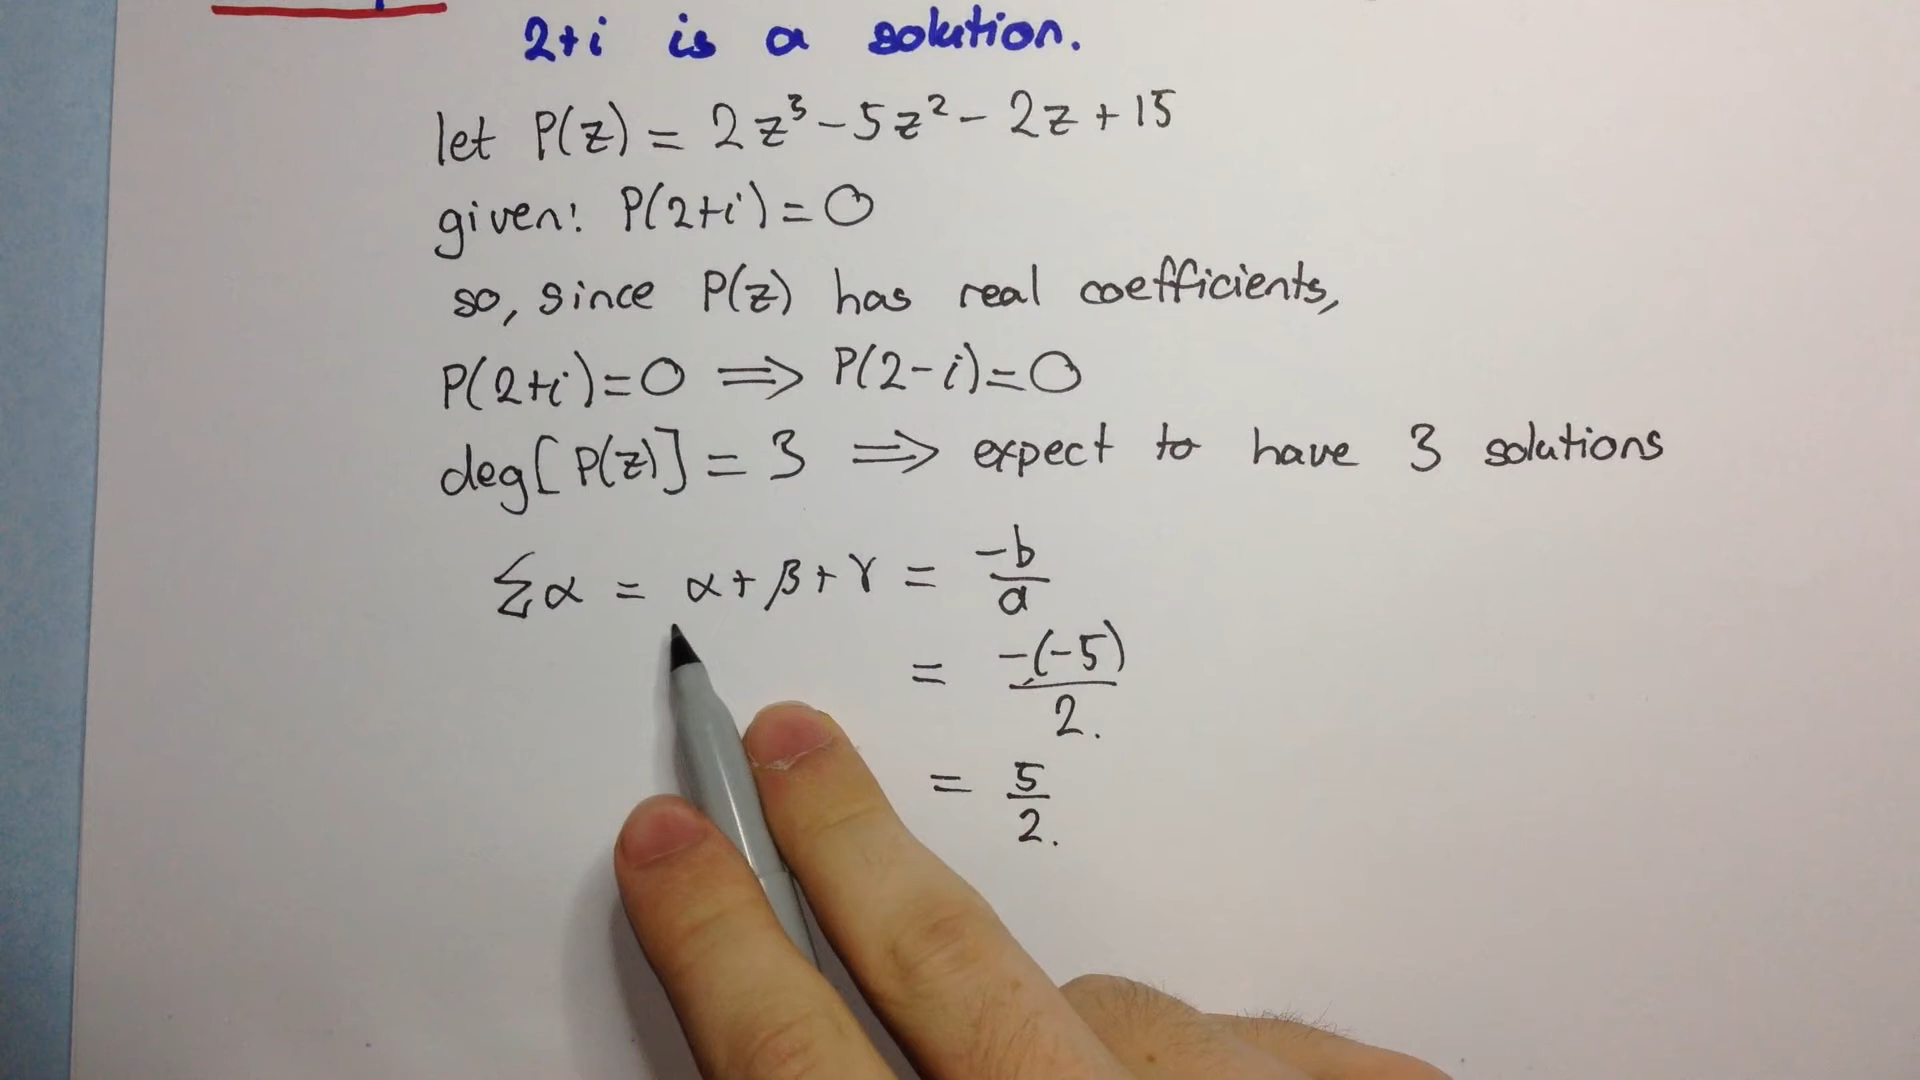 2+i is a solution.
let P(z) = 2z³ - 5z² - 2z + 15
given: P(2+i) = 0
so, since P(z) has real coefficients,
P(2+i)=0 ⟹ P(2-i)=0
deg[P(z)] = 3 ⟹ expect to have 3 solutions
Σα = α + β + γ = -b/a
= -(-5)/2.
= 5/2.